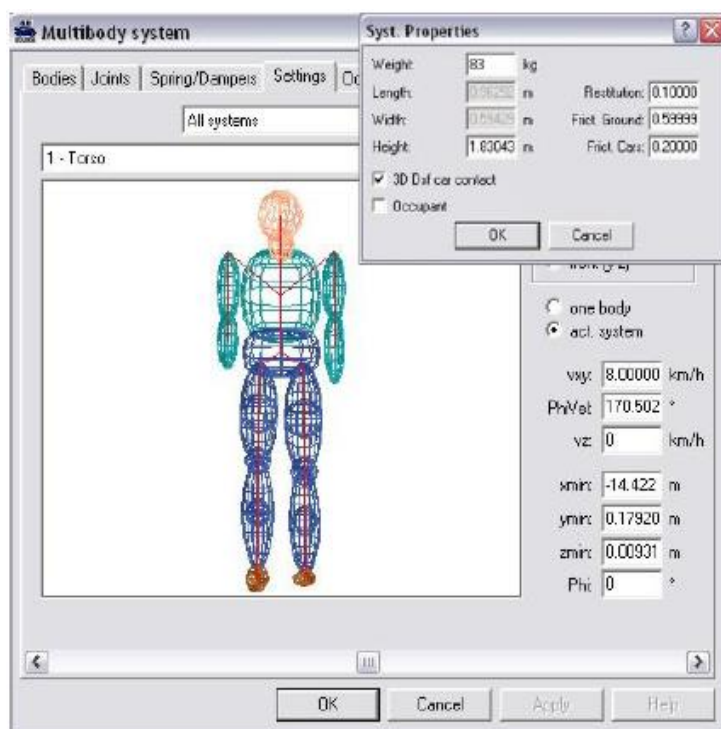 Multibody system
Bodies
Joints
Spring/Dampers
Settings
All systems
1 - Torso
Syst. Properties
Weight: 83 kg
Length: m
Restitution: 0.10000
Width: m
Frict. Ground: 0.59999
Height: 1.83043 m
Frict. Cars: 0.20000
3D Dxf car contact
Occupant
OK
Cancel
one body
act. system
vxy: 8.00000 km/h
PhiVel: 170.502 °
vz: 0 km/h
xmin: -14.422 m
ymin: 0.17920 m
zmin: 0.00931 m
Phi: 0 °
OK
Cancel
Apply
Help